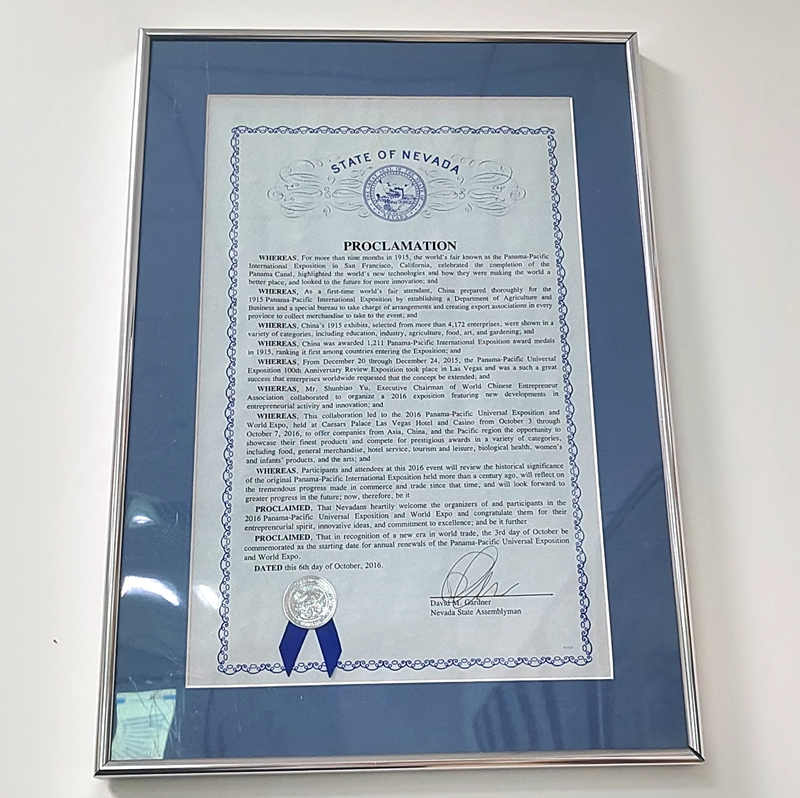 STATE OF NEVADA
PROCLAMATION
WHEREAS, For more than nine months in 1915, the world's fair known as the Panama-Pacific
International Exposition in San Francisco, California, celebrated the completion of the
Panama Canal, highlighted the world's new technologies and how they were making the world a
better place, and looked to the future for more innovation; and
WHEREAS, As a first-time world's fair attendant, China prepared thoroughly for the
1915 Panama-Pacific International Exposition by establishing a Department of Agriculture and
Business and a special bureau to take charge of arrangements and creating export associations in every
province to collect merchandise to take to the event; and
WHEREAS, China's 1915 exhibits, selected from more than 4,172 enterprises, were shown in a
variety of categories, including education, industry, agriculture, food, art, and gardening; and
WHEREAS, China was awarded 1,211 Panama-Pacific International Exposition award medals
in 1915, ranking it first among countries entering the Exposition; and
WHEREAS, From December 20 through December 24, 2015, the Panama-Pacific Universal
Exposition 100th Anniversary Review Exposition took place in Las Vegas and was a such a great
success that enterprises worldwide requested that the concept be extended; and
WHEREAS, Mr. Shunbiao Yu, Executive Chairman of World Chinese Entrepreneur
Association collaborated to organize a 2016 exposition featuring new developments in
entrepreneurial activity and innovation; and
WHEREAS, This collaboration led to the 2016 Panama-Pacific Universal Exposition and
World Expo, held at Caesars Palace Las Vegas Hotel and Casino from October 3 through
October 7, 2016, to offer companies from Asia, China, and the Pacific region the opportunity to
showcase their finest products and compete for prestigious awards in a variety of categories,
including food, general merchandise, hotel service, tourism and leisure, biological health, women's
and infants' products, and the arts; and
WHEREAS, Participants and attendees at this 2016 event will review the historical significance
of the original Panama-Pacific International Exposition held more than a century ago, will reflect on
the tremendous progress made in commerce and trade since that time, and will look forward to
greater progress in the future; now, therefore, be it
PROCLAIMED, That Nevadans heartily welcome the organizers of and participants in the
2016 Panama-Pacific Universal Exposition and World Expo and congratulate them for their
entrepreneurial spirit, innovative ideas, and commitment to excellence; and be it further
PROCLAIMED, That in recognition of a new era in world trade, the 3rd day of October be
commemorated as the starting date for annual renewals of the Panama-Pacific Universal Exposition
and World Expo.
DATED this 6th day of October, 2016.
David M. Gardner
Nevada State Assemblyman